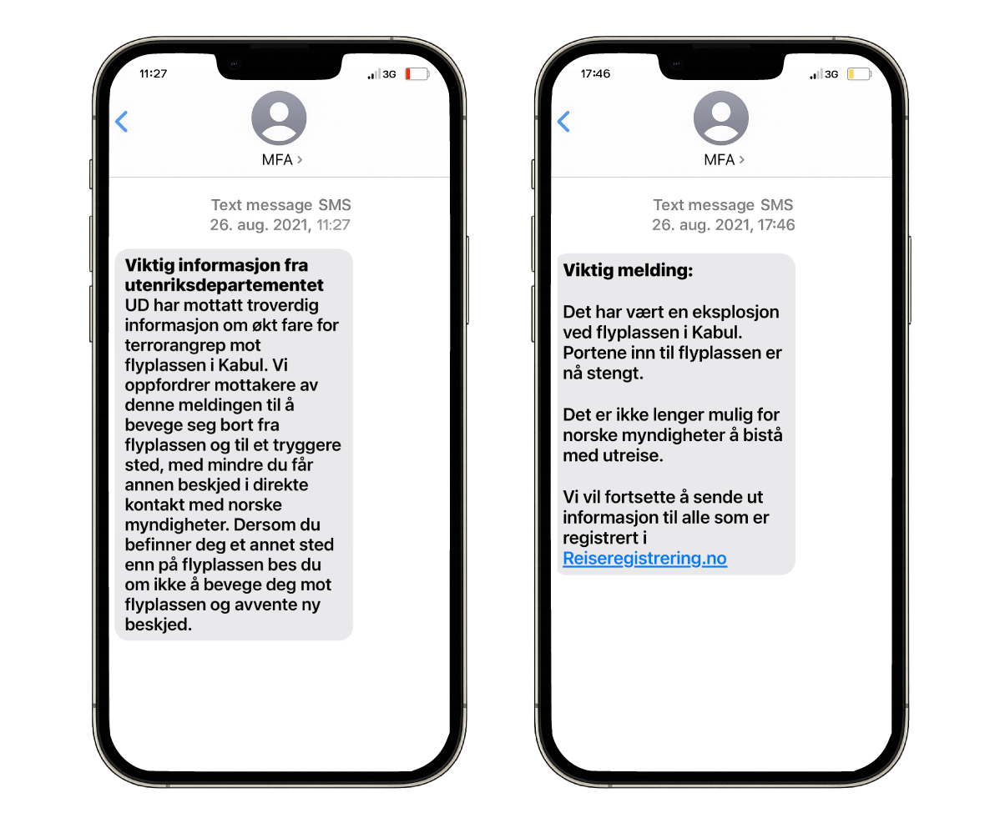 11:27
3G
MFA >
Text message SMS
26. aug. 2021, 11:27
Viktig informasjon fra
utenriksdepartementet
UD har mottatt troverdig
informasjon om økt fare for
terrorangrep mot
flyplassen i Kabul. Vi
oppfordrer mottakere av
denne meldingen til å
bevege seg bort fra
flyplassen og til et tryggere
sted, med mindre du får
annen beskjed i direkte
kontakt med norske
myndigheter. Dersom du
befinner deg et annet sted
enn på flyplassen bes du
om ikke å bevege deg mot
flyplassen og avvente ny
beskjed.
17:46
3G
MFA >
Text message SMS
26. aug. 2021, 17:46
Viktig melding:
Det har vært en eksplosjon
ved flyplassen i Kabul.
Portene inn til flyplassen er
nå stengt.
Det er ikke lenger mulig for
norske myndigheter å bistå
med utreise.
Vi vil fortsette å sende ut
informasjon til alle som er
registrert i
Reiseregistrering.no